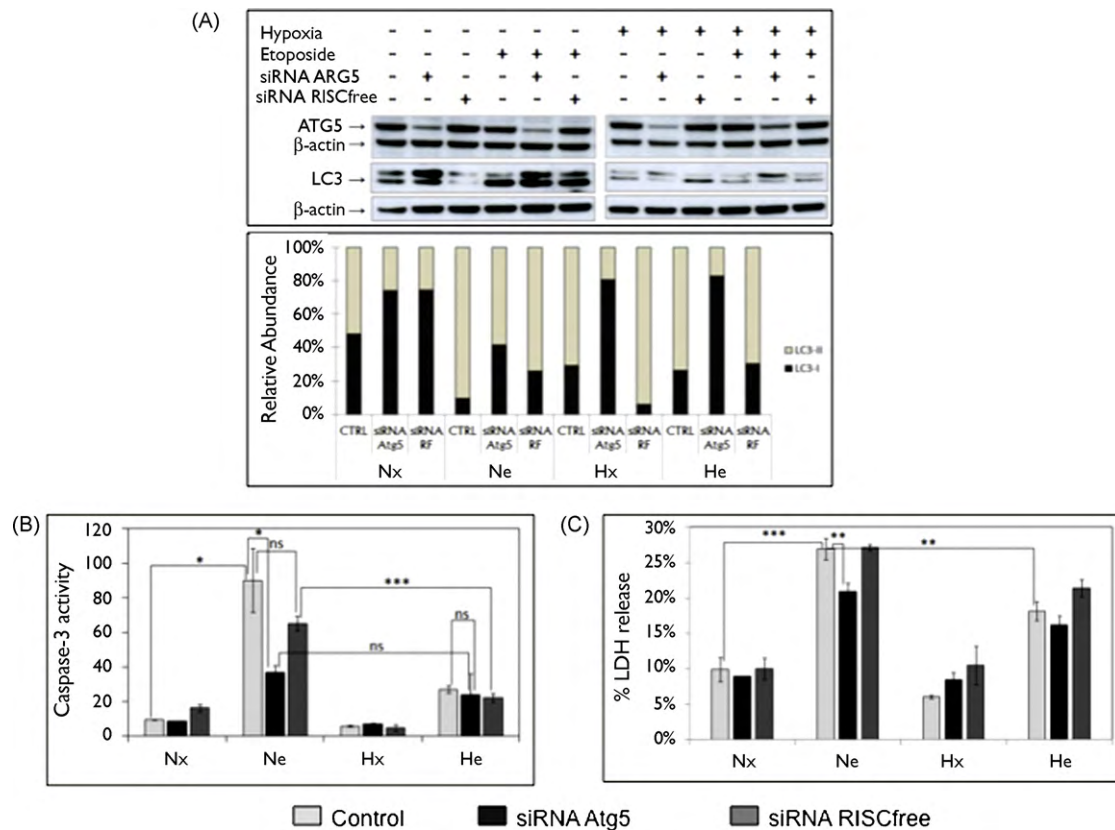 (A)
Hypoxia - - - - - - + + + + + +
Etoposide - - - + + + - - - + + +
siRNA ARG5 - + - - + - - + - - + -
siRNA RISCfree - - + - - + - - + - - +
ATG5 →
β-actin →
LC3 →
β-actin →
100%
80%
60%
40%
20%
0%
Relative Abundance
LC3-II
LC3-I
CTRL siRNA Atg5 siRNA RF CTRL siRNA Atg5 siRNA RF CTRL siRNA Atg5 siRNA RF CTRL siRNA Atg5 siRNA RF
Nx Ne Hx He
(B)
120
100
80
60
40
20
0
Caspase-3 activity
* * ns *** ns ns
Nx Ne Hx He
(C)
30%
25%
20%
15%
10%
5%
0%
% LDH release
*** ** **
Nx Ne Hx He
Control siRNA Atg5 siRNA RISCfree